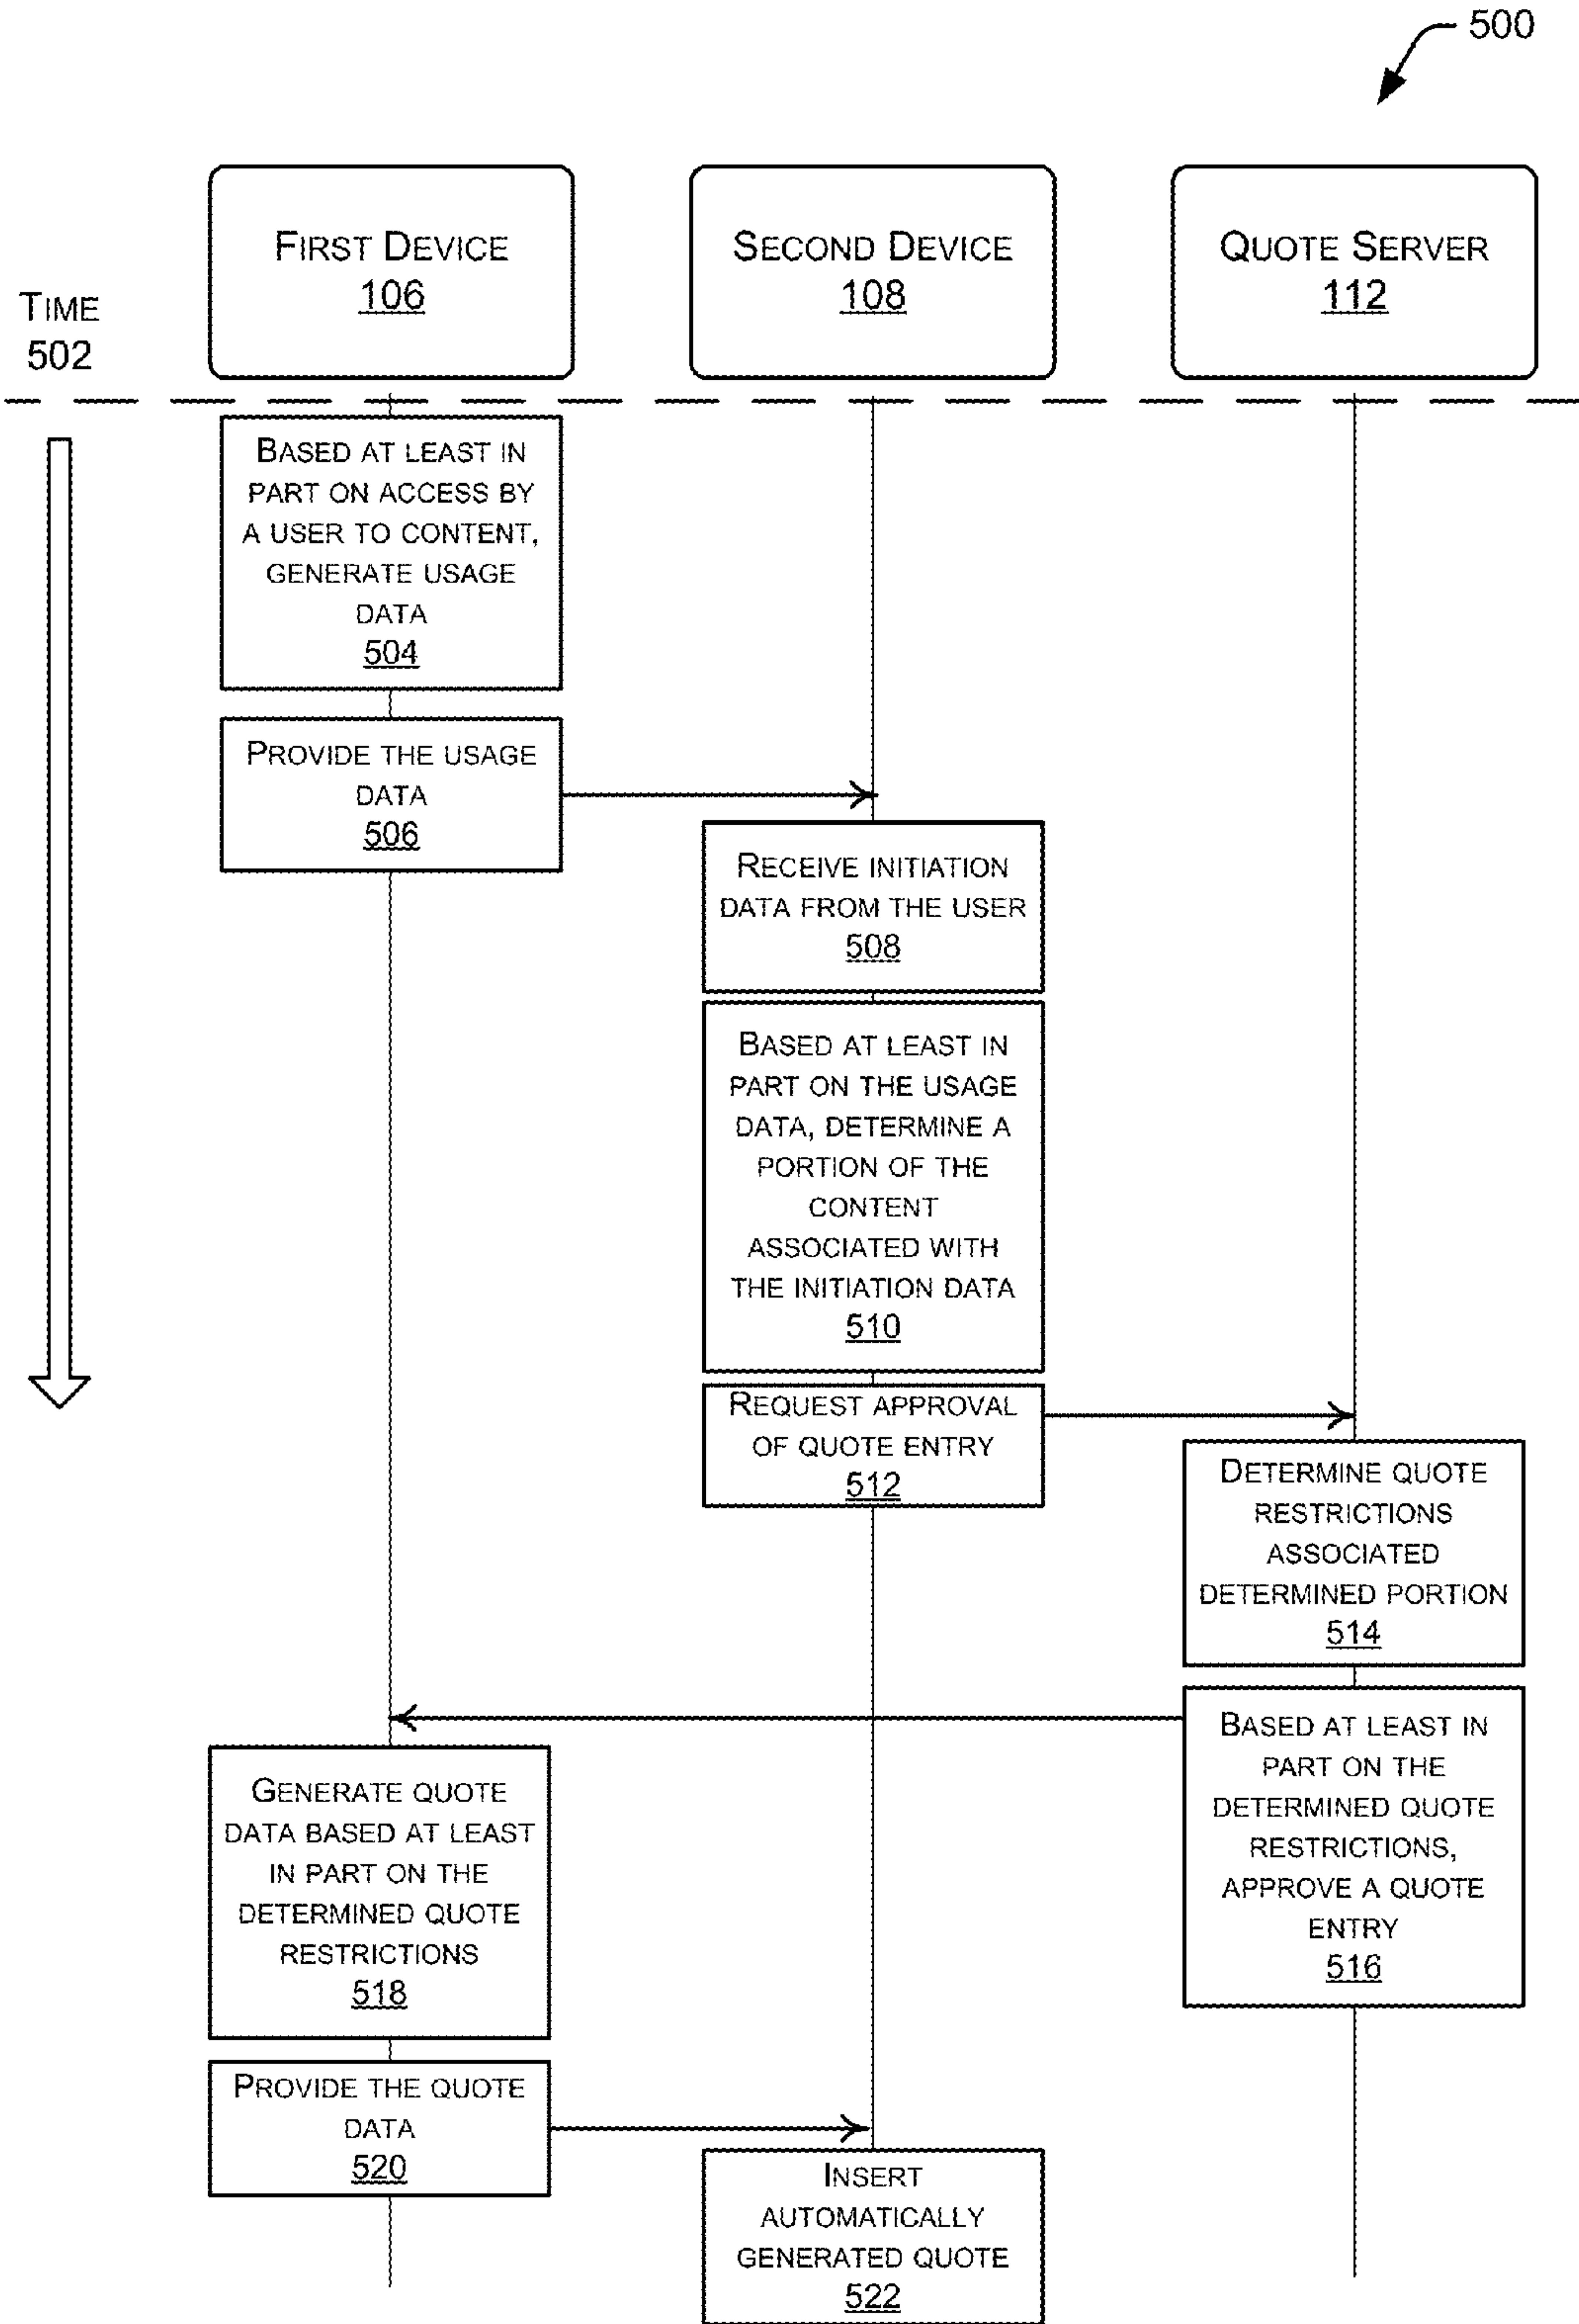 500
FIRST DEVICE
106
SECOND DEVICE
108
QUOTE SERVER
112
TIME
502
BASED AT LEAST IN
PART ON ACCESS BY
A USER TO CONTENT,
GENERATE USAGE
DATA
504
PROVIDE THE USAGE
DATA
506
RECEIVE INITIATION
DATA FROM THE USER
508
BASED AT LEAST IN
PART ON THE USAGE
DATA, DETERMINE A
PORTION OF THE
CONTENT
ASSOCIATED WITH
THE INITIATION DATA
510
REQUEST APPROVAL
OF QUOTE ENTRY
512
DETERMINE QUOTE
RESTRICTIONS
ASSOCIATED
DETERMINED PORTION
514
BASED AT LEAST IN
PART ON THE
DETERMINED QUOTE
RESTRICTIONS,
APPROVE A QUOTE
ENTRY
516
GENERATE QUOTE
DATA BASED AT LEAST
IN PART ON THE
DETERMINED QUOTE
RESTRICTIONS
518
PROVIDE THE QUOTE
DATA
520
INSERT
AUTOMATICALLY
GENERATED QUOTE
522